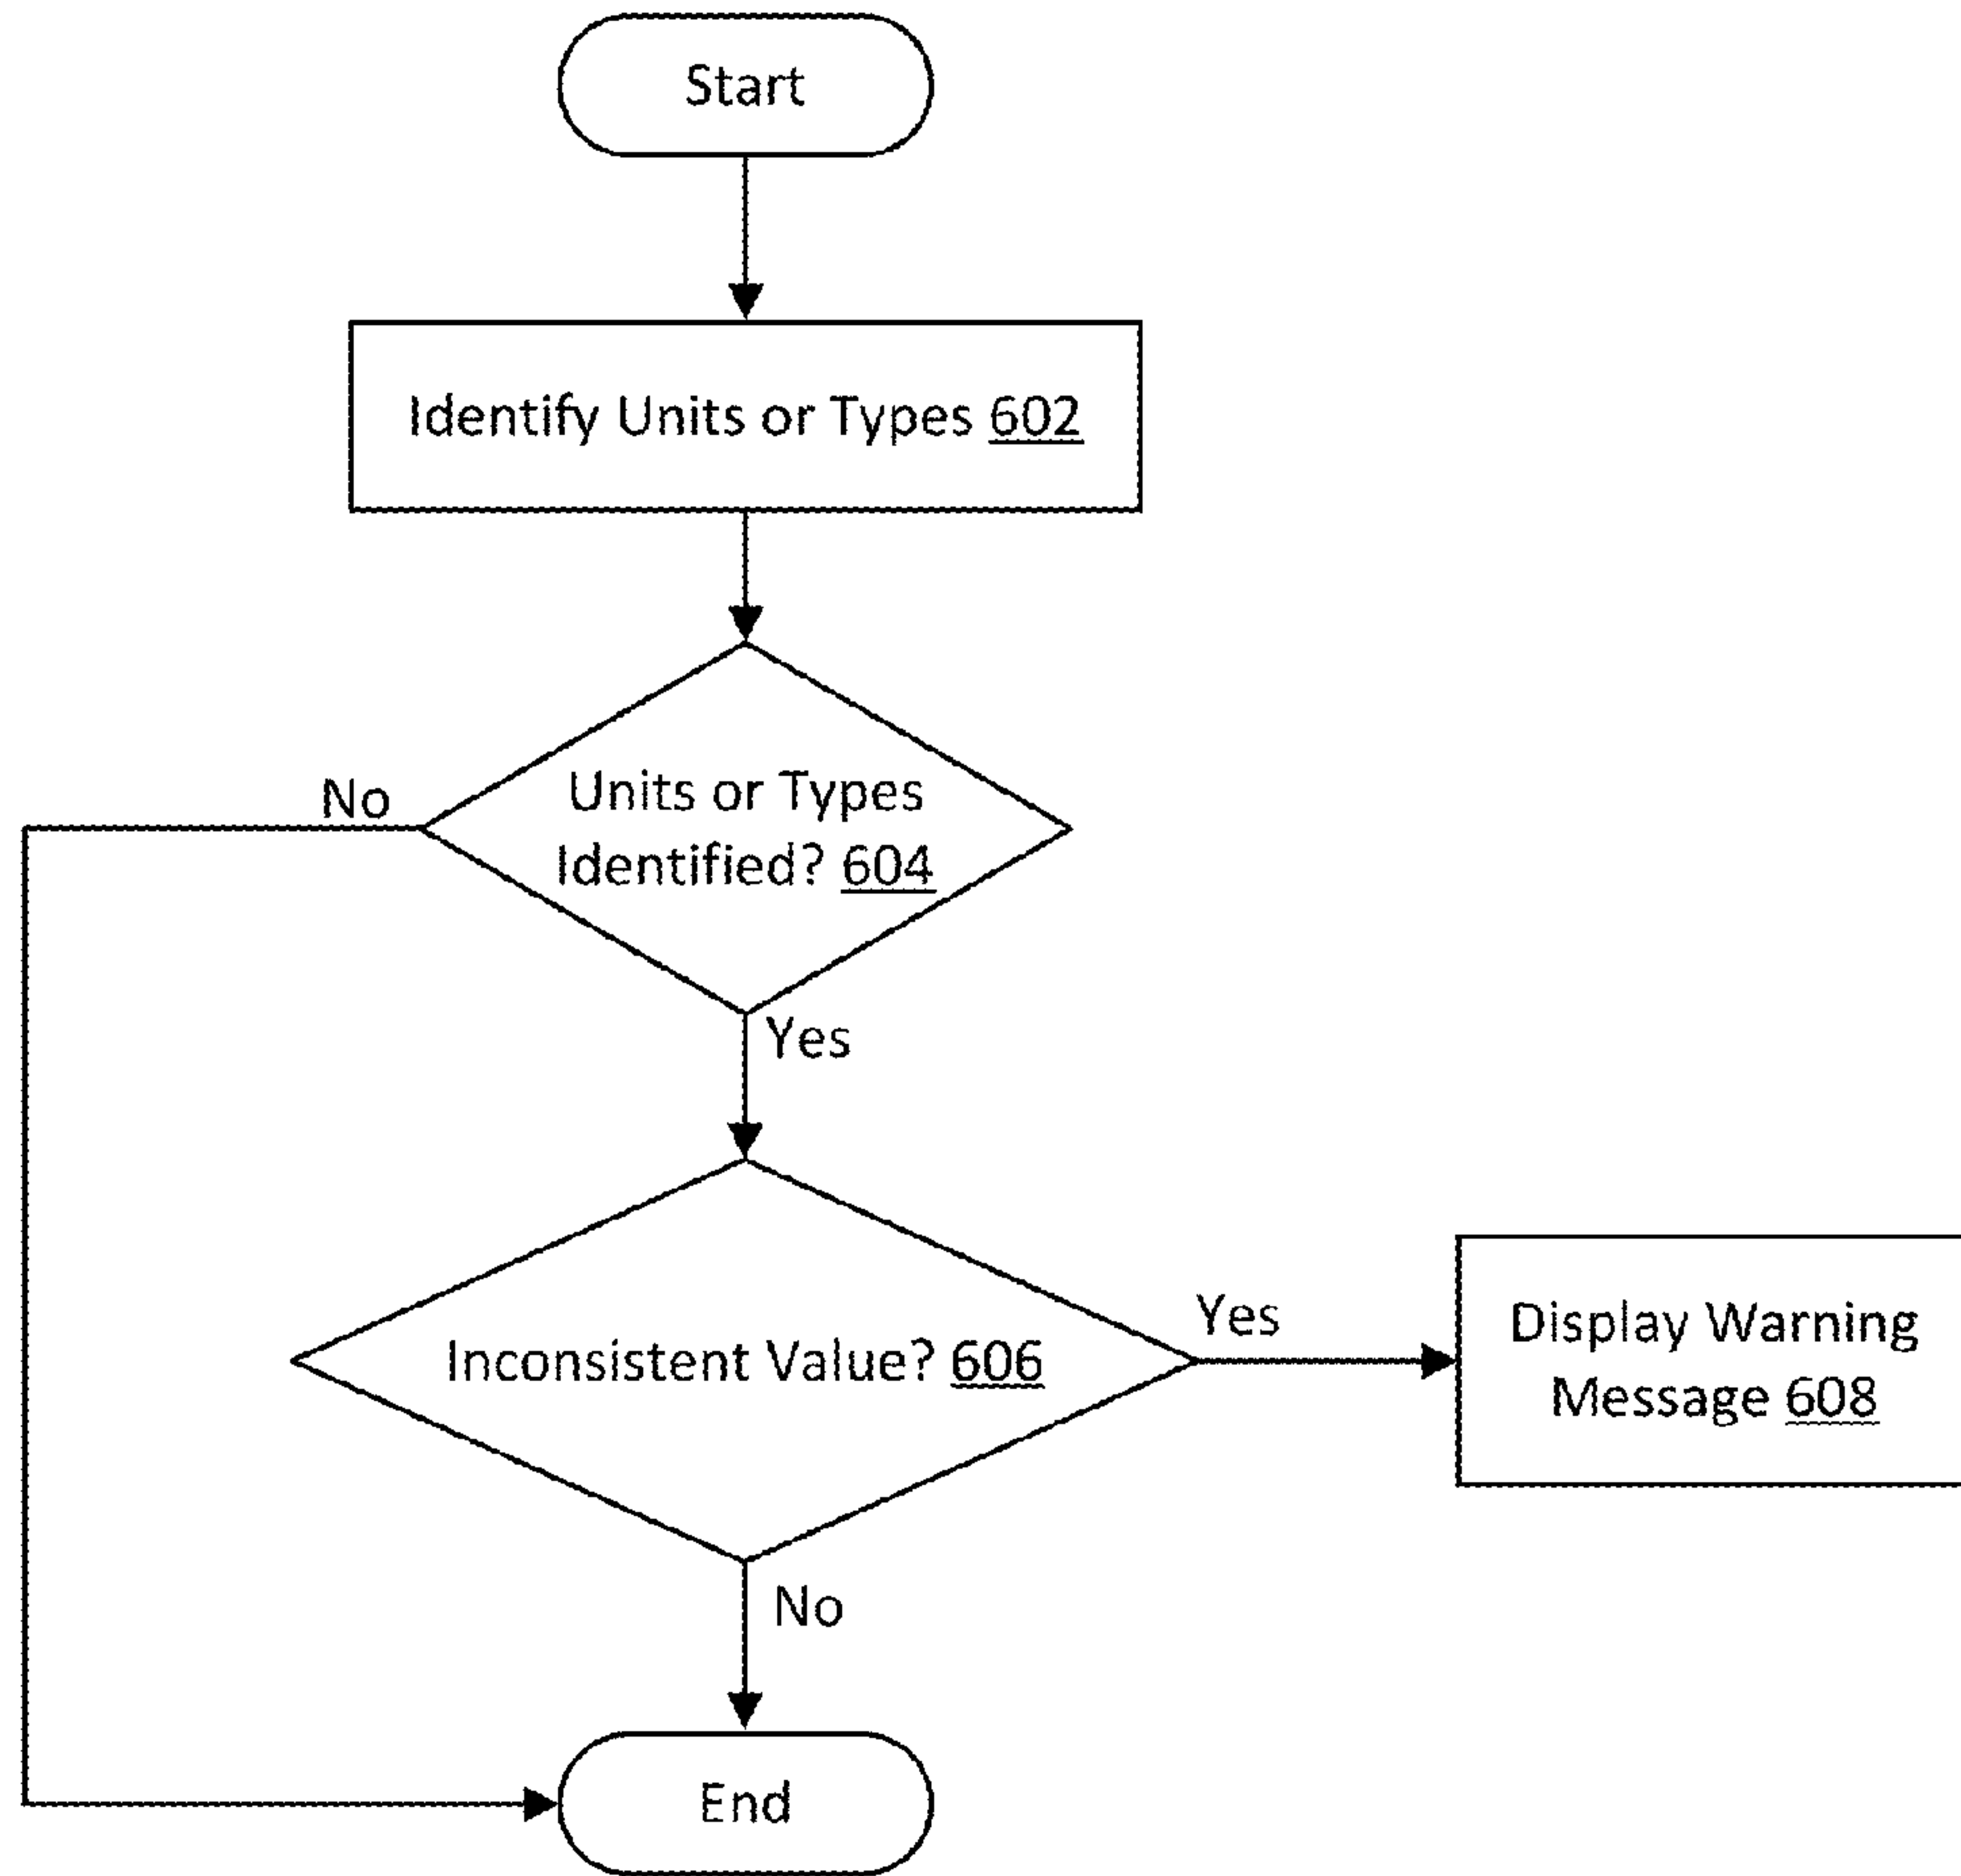 Start
Identify Units or Types 602
No
Units or Types
Identified? 604
Yes
Inconsistent Value? 606
Yes
Display Warning
Message 608
No
End